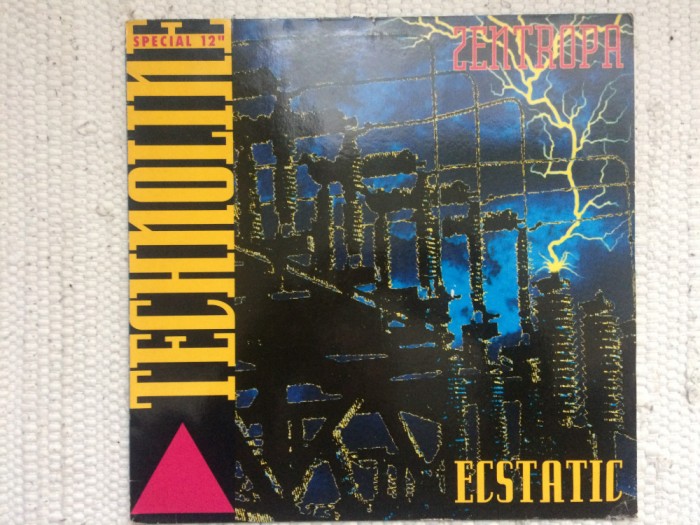 SPECIAL 12"
TECHNOLINE
ZENTROPA
ECSTATIC